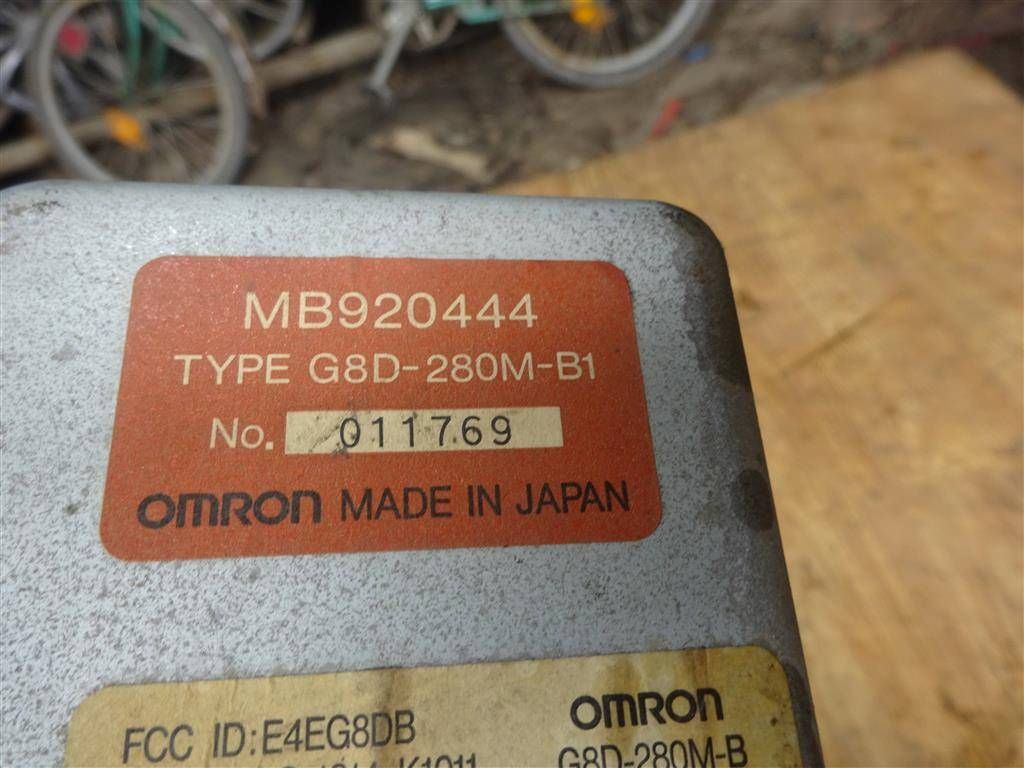 MB920444
TYPE G8D-280M-B1
No. 011769
OMRON MADE IN JAPAN
FCC ID: E4EG8DB
OMRON
G8D-280M-B